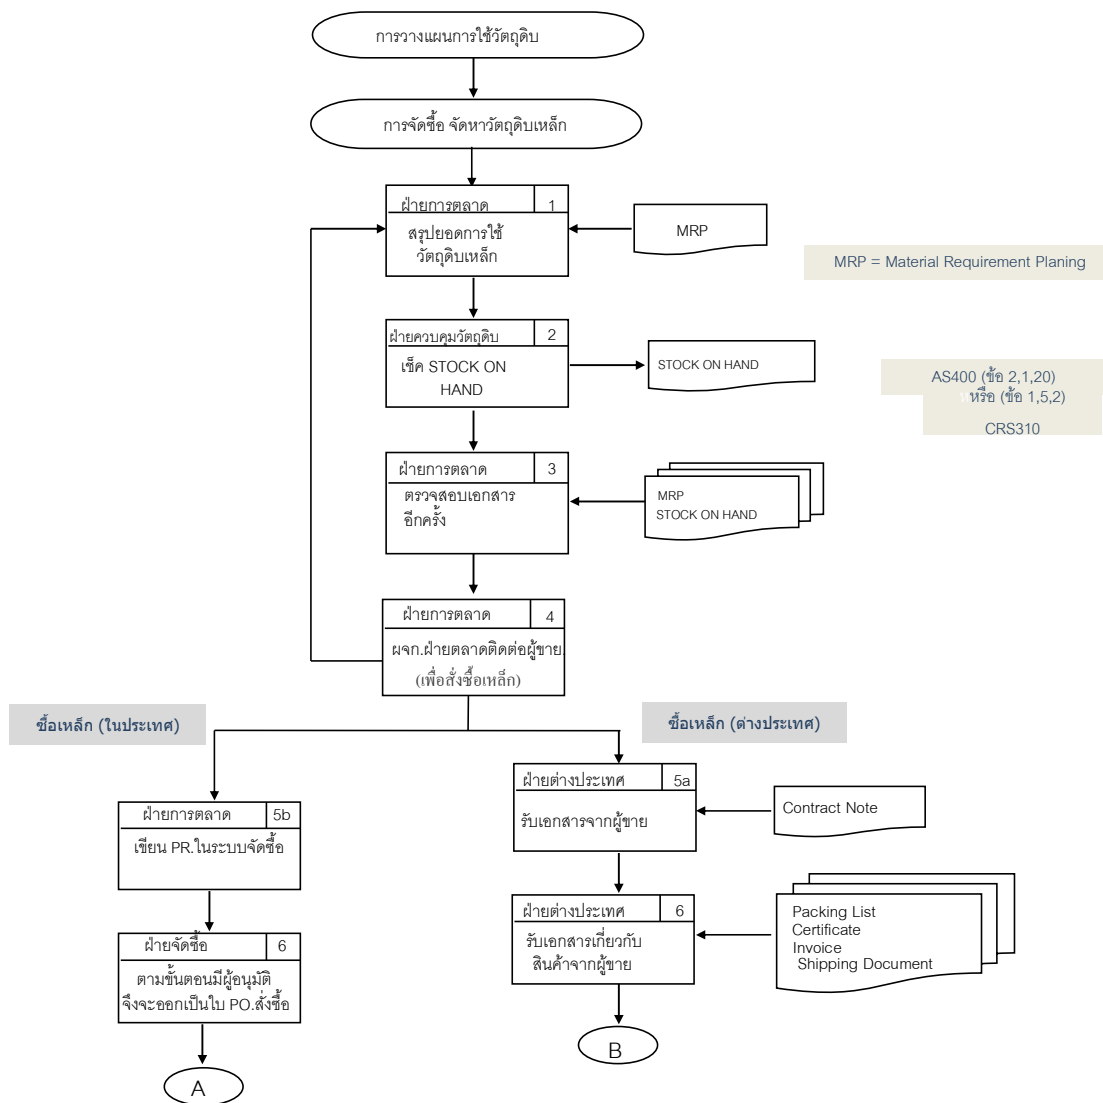 การวางแผนการใช้วัตถุดิบ
การจัดซื้อ จัดหาวัตถุดิบเหล็ก
ฝ่ายการตลาด 1
สรุปยอดการใช้
วัตถุดิบเหล็ก
MRP
MRP = Material Requirement Planing
ฝ่ายควบคุมวัตถุดิบ 2
เช็ค STOCK ON
HAND
STOCK ON HAND
AS400 (ข้อ 2,1,20)
หรือ (ข้อ 1,5,2)
CRS310
ฝ่ายการตลาด 3
ตรวจสอบเอกสาร
อีกครั้ง
MRP
STOCK ON HAND
ฝ่ายการตลาด 4
ผจก.ฝ่ายตลาดติดต่อผู้ขาย.
(เพื่อสั่งซื้อเหล็ก)
ซื้อเหล็ก (ในประเทศ)
ซื้อเหล็ก (ต่างประเทศ)
ฝ่ายต่างประเทศ 5a
รับเอกสารจากผู้ขาย
Contract Note
ฝ่ายการตลาด 5b
เขียน PR.ในระบบจัดซื้อ
ฝ่ายต่างประเทศ 6
รับเอกสารเกี่ยวกับ
สินค้าจากผู้ขาย
Packing List
Certificate
Invoice
Shipping Document
ฝ่ายจัดซื้อ 6
ตามขั้นตอนมีผู้อนุมัติ
จึงจะออกเป็นใบ PO.สั่งซื้อ
B
A